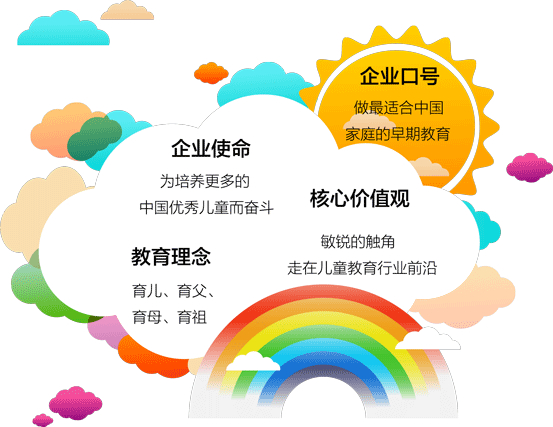 企业口号
做最适合中国
家庭的早期教育
企业使命
为培养更多的
中国优秀儿童而奋斗
核心价值观
敏锐的触角
走在儿童教育行业前沿
教育理念
育儿、育父、
育母、育祖